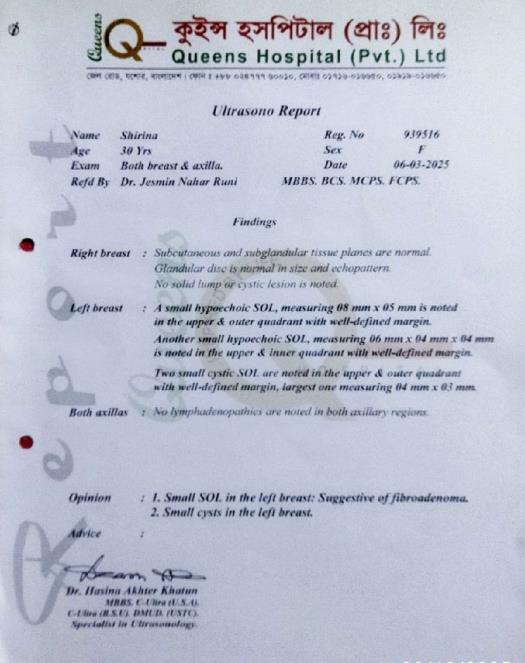 Queens
কুইন্স হসপিটাল (প্রাঃ) লিঃ
Queens Hospital (Pvt.) Ltd
জেল রোড, যশোর, বাংলাদেশ। ফোন :
Ultrasono Report
Name Shirina Reg. No 939516
Age 30 Yrs Sex F
Exam Both breast & axilla. Date 06-03-2025
Refd By Dr. Jesmin Nahar Runi MBBS. BCS. MCPS. FCPS.
Findings
Right breast : Subcutaneous and subglandular tissue planes are normal.
Glandular disc is normal in size and echopattern.
No solid lump or cystic lesion is noted.
Left breast : A small hypoechoic SOL, measuring 08 mm x 05 mm is noted
in the upper & outer quadrant with well-defined margin.
Another small hypoechoic SOL, measuring 06 mm x 04 mm x 04 mm
is noted in the upper & inner quadrant with well-defined margin.
Two small cystic SOL are noted in the upper & outer quadrant
with well-defined margin, largest one measuring 04 mm x 03 mm.
Both axillas : No lymphadenopathies are noted in both axillary regions.
Opinion : 1. Small SOL in the left breast: Suggestive of fibroadenoma.
2. Small cysts in the left breast.
Advice :
Dr. Hasina Akhter Khatun
MBBS. C-Ultra (U.S.A).
C-Ultra (B.S.U). DMUD. (USTC).
Specialist in Ultrasonology.
Report